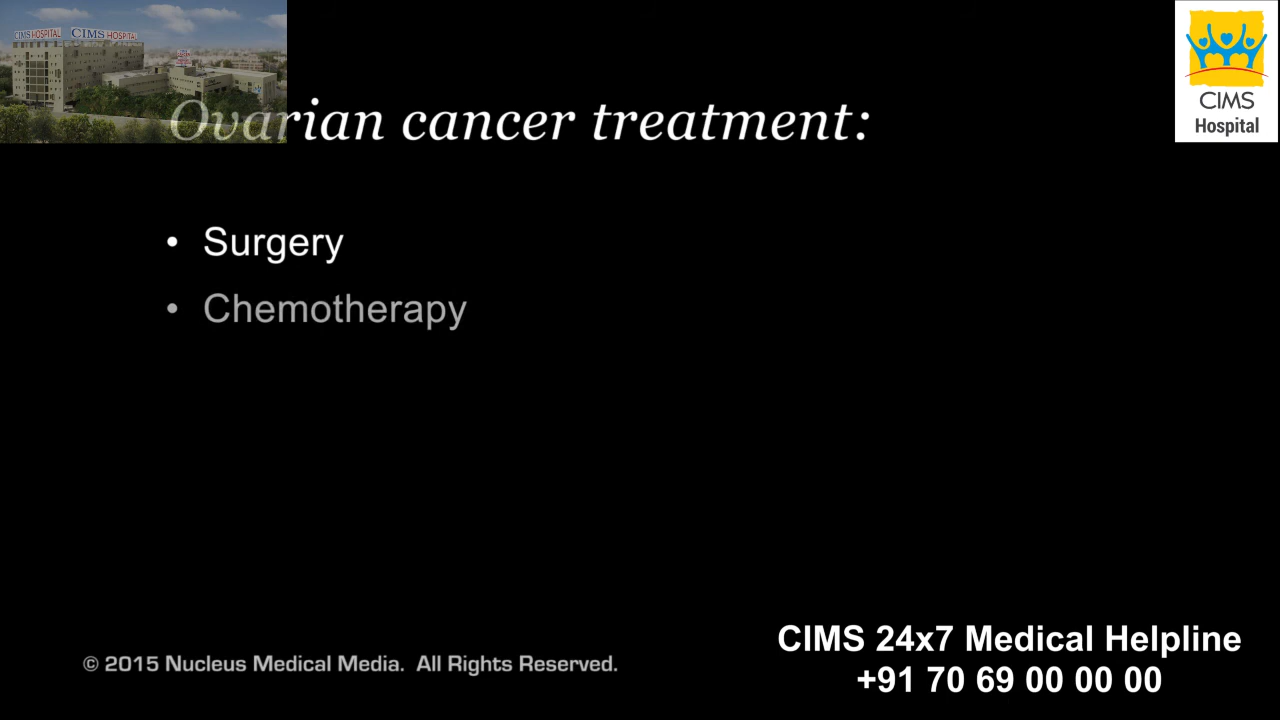 CIMS HOSPITAL CIMS HOSPITAL
CIMS
Hospital
Ovarian cancer treatment:
• Surgery
• Chemotherapy
© 2015 Nucleus Medical Media. All Rights Reserved.
CIMS 24x7 Medical Helpline
+91 70 69 00 00 00